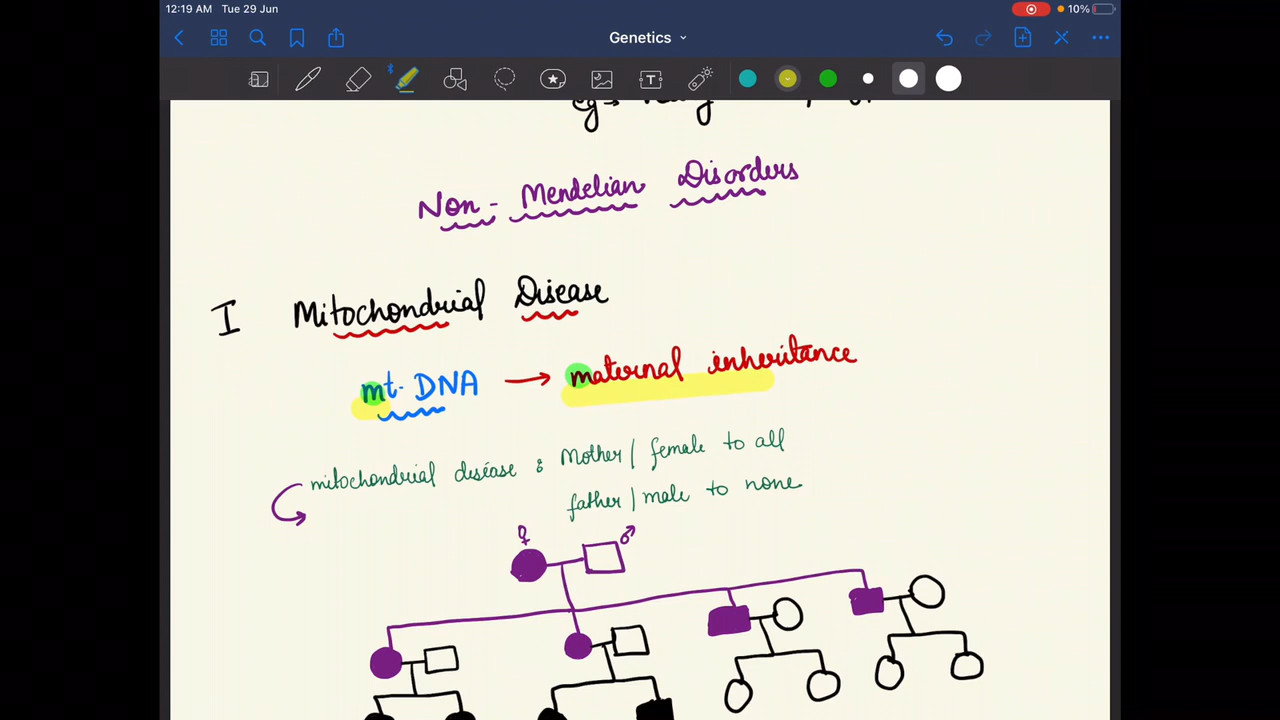 12:19 AM Tue 29 Jun
10%
Genetics
T
eg →
Non - Mendelian Disorders
I Mitochondrial Disease
mt. DNA → maternal inheritance
mitochondrial disease : Mother / female to all
father / male to none
♀ ♂